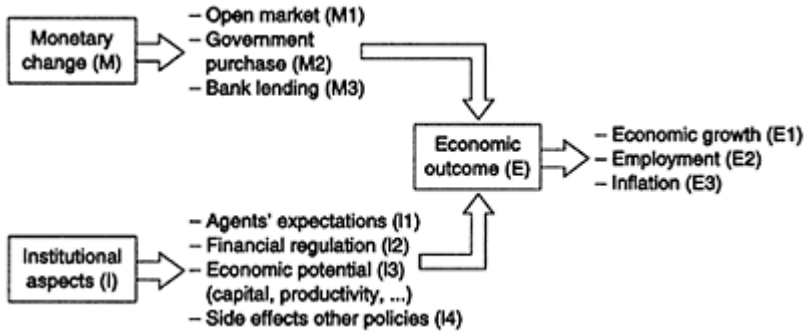 Monetary
change (M)
– Open market (M1)
– Government
purchase (M2)
– Bank lending (M3)
Economic
outcome (E)
– Economic growth (E1)
– Employment (E2)
– Inflation (E3)
Institutional
aspects (I)
– Agents' expectations (I1)
– Financial regulation (I2)
– Economic potential (I3)
(capital, productivity, ...)
– Side effects other policies (I4)